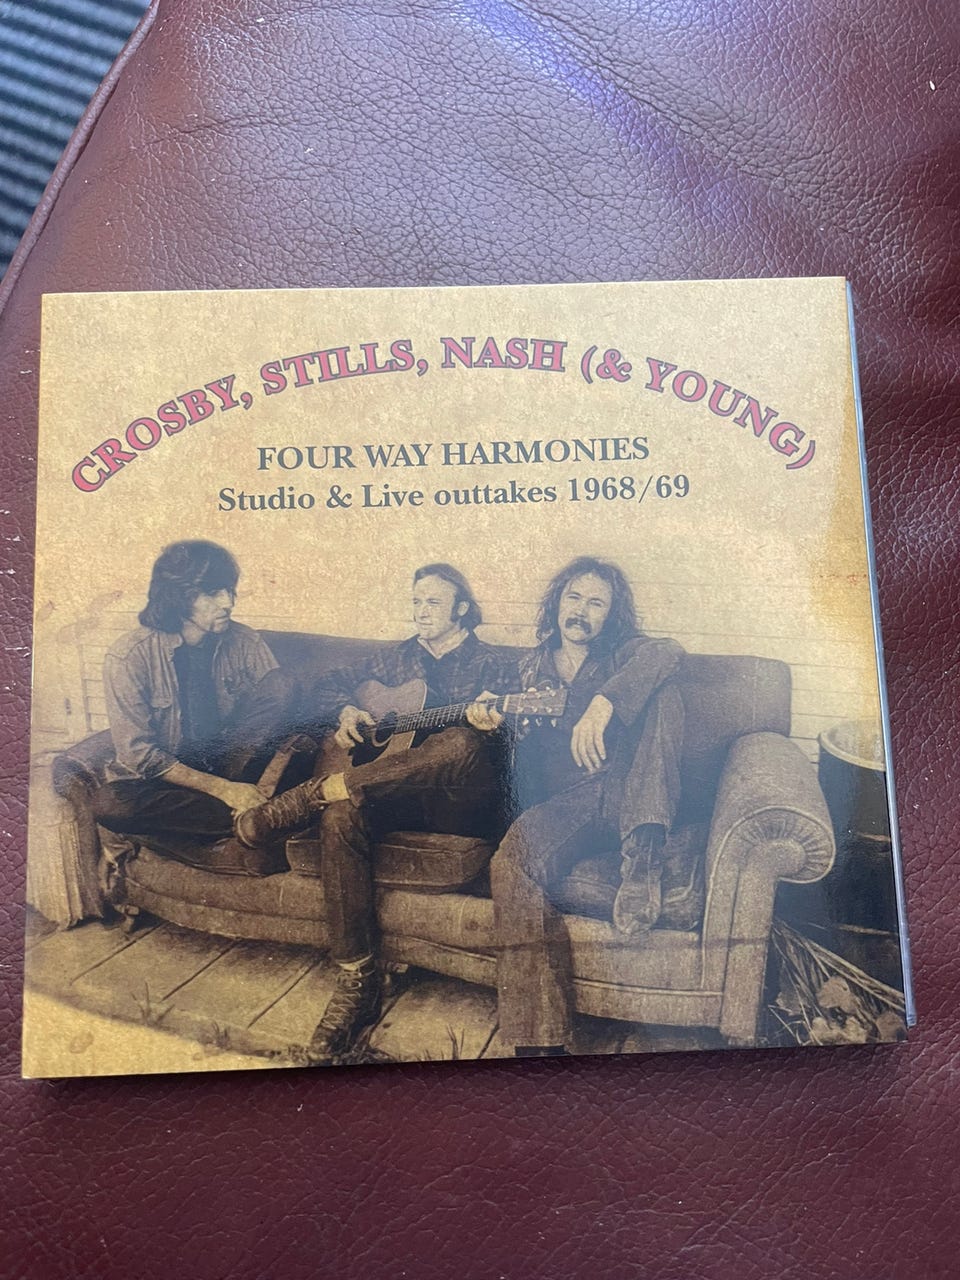 CROSBY, STILLS, NASH (& YOUNG)
FOUR WAY HARMONIES
Studio & Live outtakes 1968/69